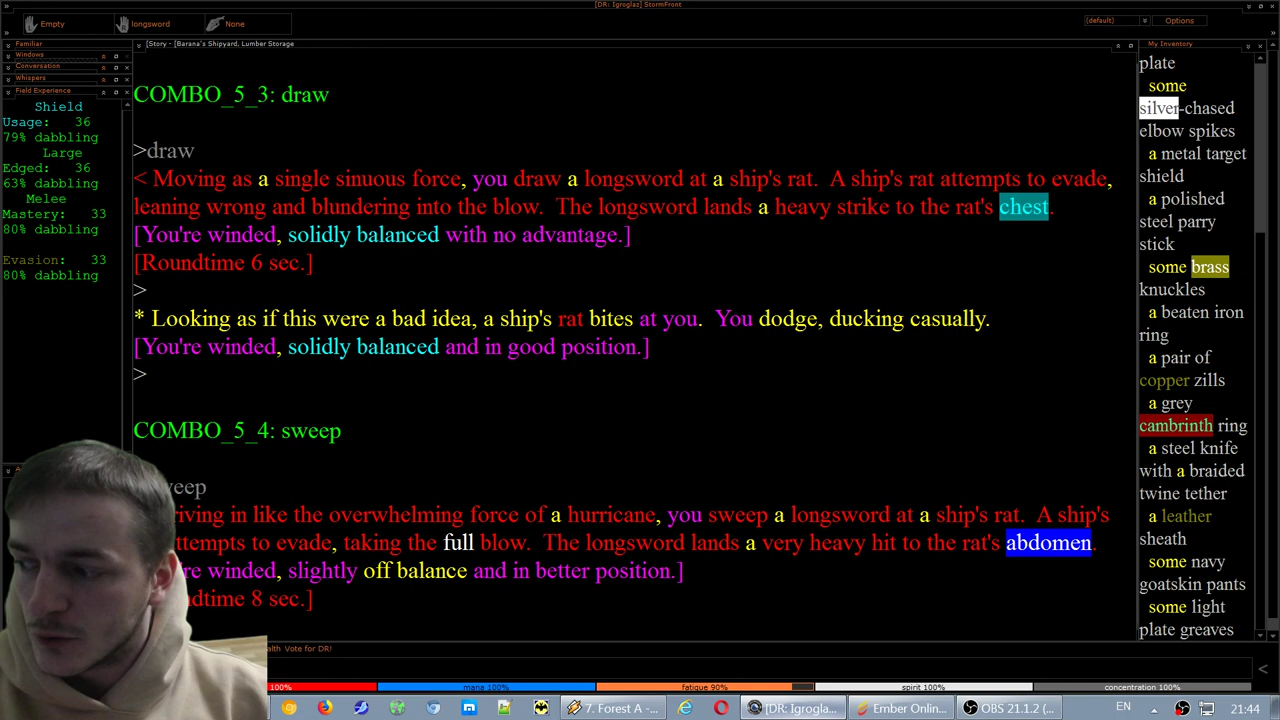 [DR: Igroglaz] StormFront
Empty
longsword
None
(default)
Options
Familiar
Windows
Conversation
Whispers
Field Experience
Shield
Usage: 36
79% dabbling
Large
Edged: 36
63% dabbling
Melee
Mastery: 33
80% dabbling
Evasion: 33
80% dabbling
[Story - [Barana's Shipyard, Lumber Storage
COMBO_5_3: draw
>draw
< Moving as a single sinuous force, you draw a longsword at a ship's rat. A ship's rat attempts to evade,
leaning wrong and blundering into the blow. The longsword lands a heavy strike to the rat's chest.
[You're winded, solidly balanced with no advantage.]
[Roundtime 6 sec.]
>
* Looking as if this were a bad idea, a ship's rat bites at you. You dodge, ducking casually.
[You're winded, solidly balanced and in good position.]
>
COMBO_5_4: sweep
weep
riving in like the overwhelming force of a hurricane, you sweep a longsword at a ship's rat. A ship's
ttempts to evade, taking the full blow. The longsword lands a very heavy hit to the rat's abdomen.
re winded, slightly off balance and in better position.]
ndtime 8 sec.]
My Inventory
plate
some
silver-chased
elbow spikes
a metal target
shield
a polished
steel parry
stick
some brass
knuckles
a beaten iron
ring
a pair of
copper zills
a grey
cambrinth ring
a steel knife
with a braided
twine tether
a leather
sheath
some navy
goatskin pants
some light
plate greaves
alth Vote for DR!
<
100%
mana 100%
fatigue 90%
spirit 100%
concentration 100%
7. Forest A -...
[DR: Igroglaz...
Ember Online...
OBS 21.1.2 (...
EN
21:44